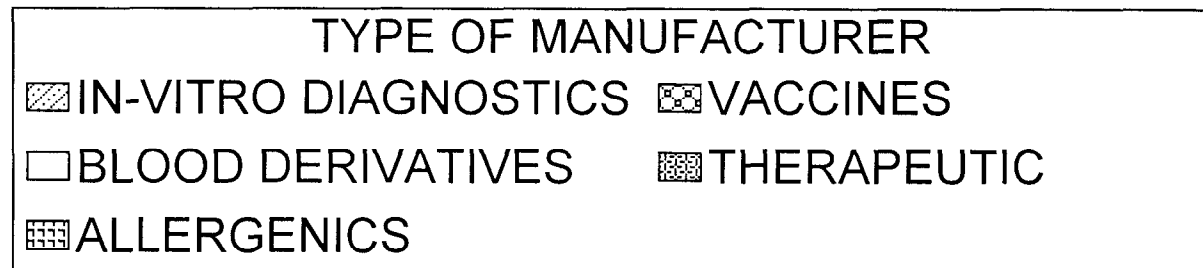 TYPE OF MANUFACTURER
IN-VITRO DIAGNOSTICS VACCINES
BLOOD DERIVATIVES THERAPEUTIC
ALLERGENICS